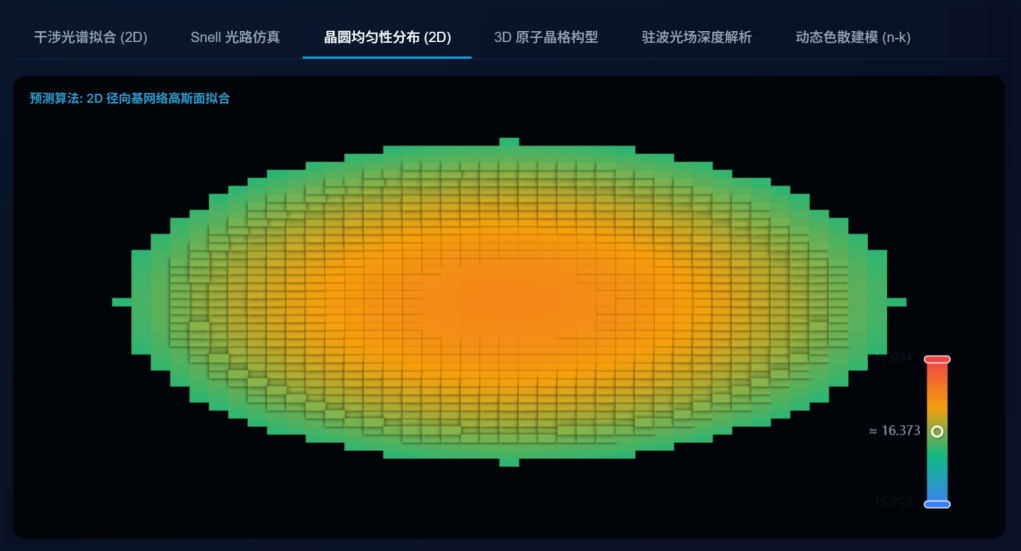 干涉光谱拟合 (2D)
Snell 光路仿真
晶圆均匀性分布 (2D)
3D 原子晶格构型
驻波光场深度解析
动态色散建模 (n-k)
预测算法: 2D 径向基网络高斯面拟合
17.094
≈ 16.373
15.753